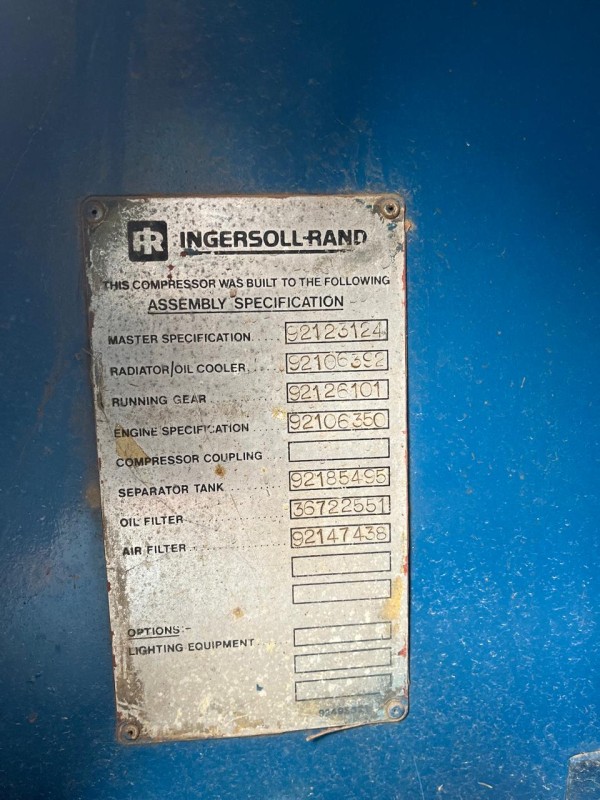 IR INGERSOLL-RAND
THIS COMPRESSOR WAS BUILT TO THE FOLLOWING
ASSEMBLY SPECIFICATION
MASTER SPECIFICATION..... 92123124
RADIATOR/OIL COOLER...... 92106392
RUNNING GEAR ............ 92126101
ENGINE SPECIFICATION..... 92106350
COMPRESSOR COUPLING
SEPARATOR TANK .......... 92185495
OIL FILTER............... 36722551
AIR FILTER............... 92147438
OPTIONS:-
LIGHTING EQUIPMENT.....